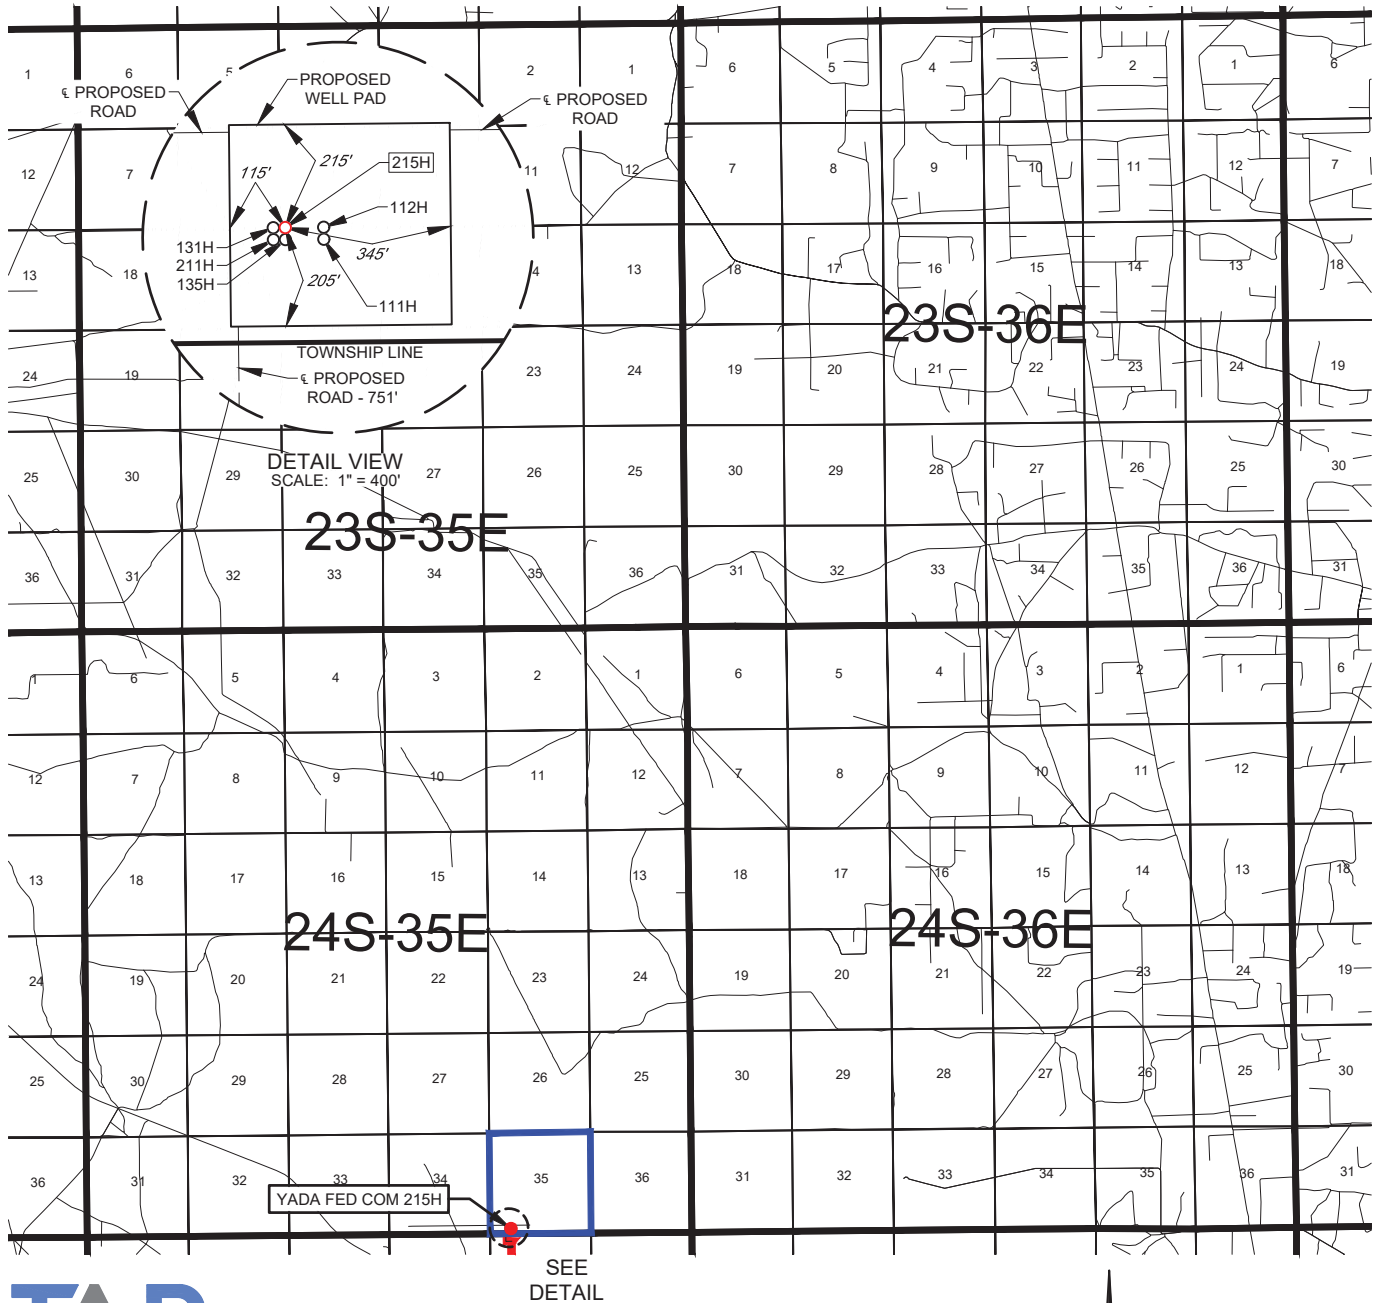 1 6 5 2 1 6 5 4 3 2 1 6
℄ PROPOSED
ROAD
PROPOSED
WELL PAD
℄ PROPOSED
ROAD
12 7 11 12 7 8 9 10 11 12 7
115'
215'
215H
112H
131H
211H
135H
345'
205'
111H
13 18 4 13 18 17 16 15 14 13 18
23S-36E
TOWNSHIP LINE
℄ PROPOSED
ROAD - 751'
24 19 23 24 19 20 21 22 23 24 19
DETAIL VIEW
SCALE: 1" = 400'
25 30 29 27 26 25 30 29 28 27 26 25 30
23S-35E
36 31 32 33 34 35 36 31 32 33 34 35 36 31
1 6 5 4 3 2 1 6 5 4 3 2 1 6
12 7 8 9 10 11 12 7 8 9 10 11 12 7
13 18 17 16 15 14 13 18 17 16 15 14 13 18
24S-35E
24S-36E
24 19 20 21 22 23 24 19 20 21 22 23 24 19
25 30 29 28 27 26 25 30 29 28 27 26 25 30
36 31 32 33 34 35 36 31 32 33 34 35 36 31
YADA FED COM 215H
SEE
DETAIL